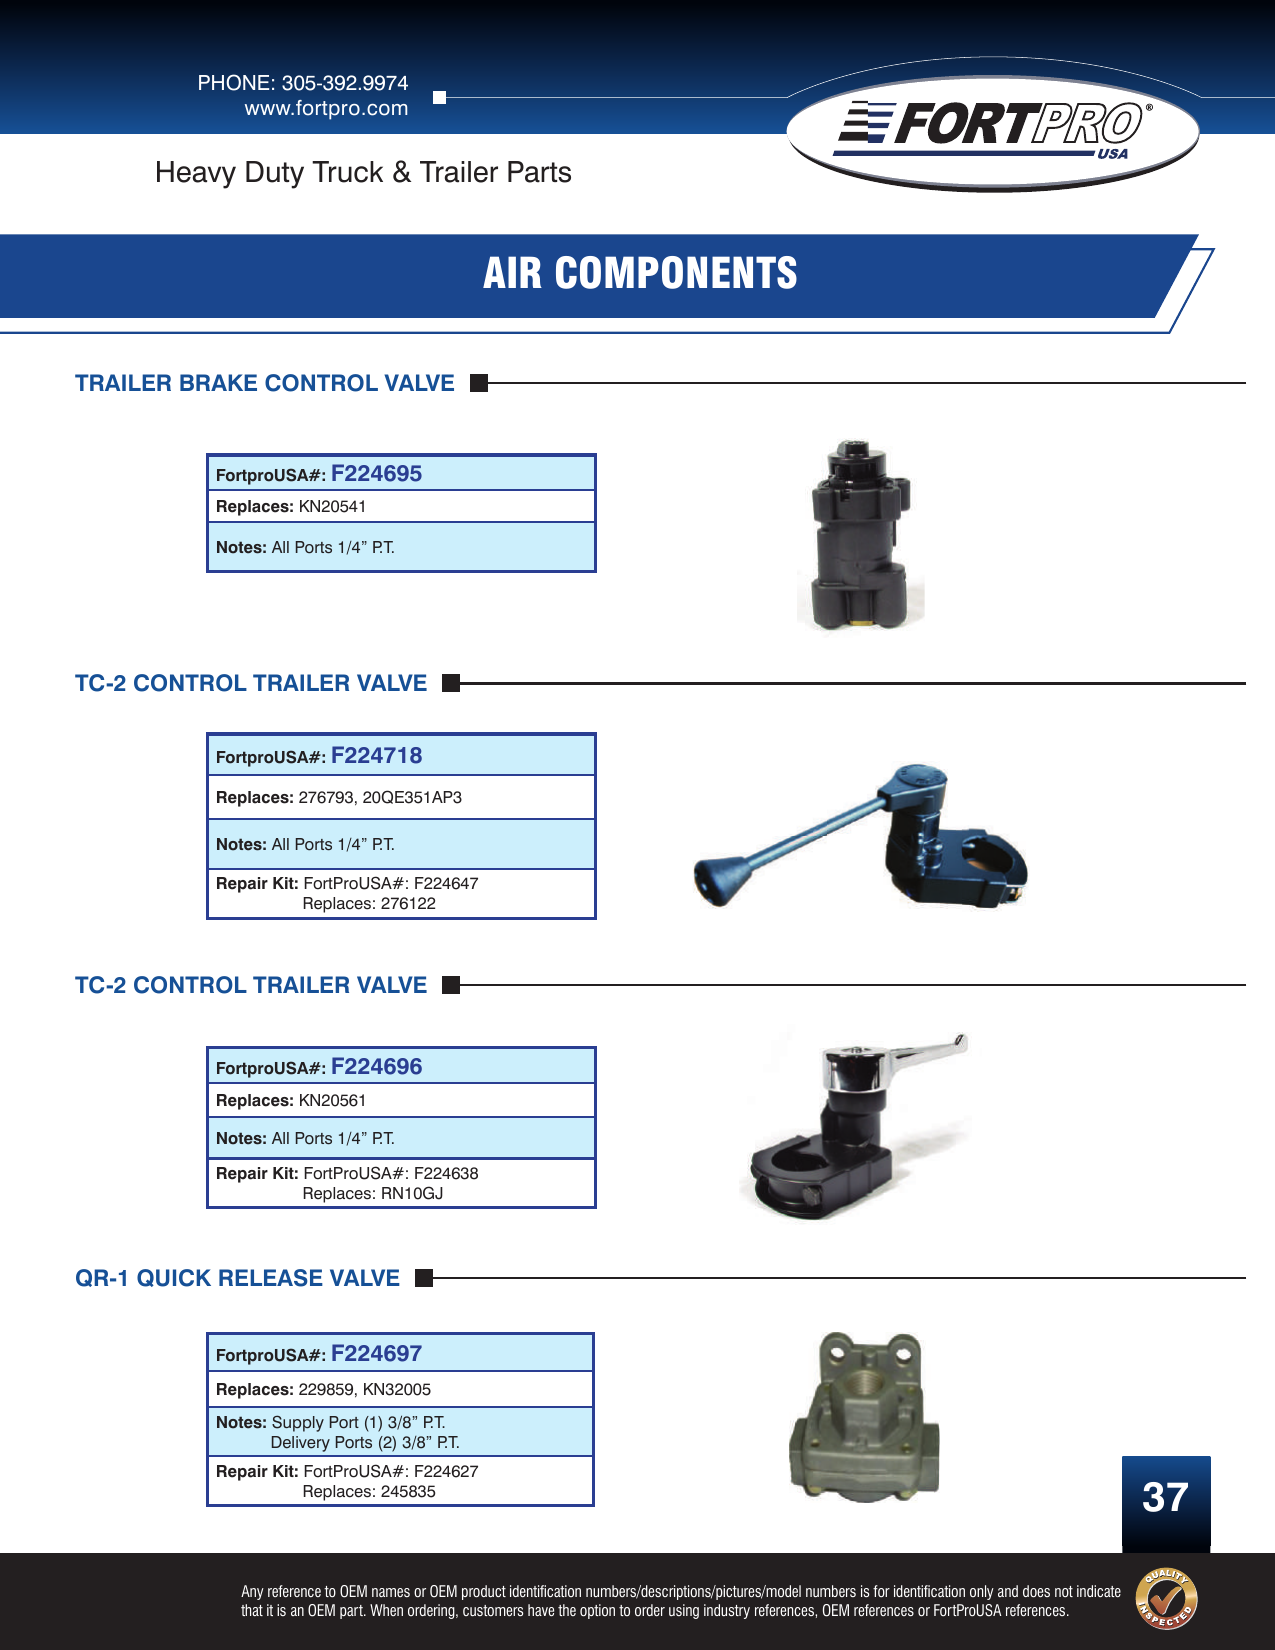 PHONE: 305-392.9974
www.fortpro.com
FORTPRO®
USA
Heavy Duty Truck & Trailer Parts
AIR COMPONENTS
TRAILER BRAKE CONTROL VALVE
FortproUSA#: F224695
Replaces: KN20541
Notes: All Ports 1/4” P.T.
TC-2 CONTROL TRAILER VALVE
FortproUSA#: F224718
Replaces: 276793, 20QE351AP3
Notes: All Ports 1/4” P.T.
Repair Kit: FortProUSA#: F224647
Replaces: 276122
TC-2 CONTROL TRAILER VALVE
FortproUSA#: F224696
Replaces: KN20561
Notes: All Ports 1/4” P.T.
Repair Kit: FortProUSA#: F224638
Replaces: RN10GJ
QR-1 QUICK RELEASE VALVE
FortproUSA#: F224697
Replaces: 229859, KN32005
Notes: Supply Port (1) 3/8” P.T.
Delivery Ports (2) 3/8” P.T.
Repair Kit: FortProUSA#: F224627
Replaces: 245835
37
Any reference to OEM names or OEM product identification numbers/descriptions/pictures/model numbers is for identification only and does not indicate
that it is an OEM part. When ordering, customers have the option to order using industry references, OEM references or FortProUSA references.
QUALITY
INSPECTED